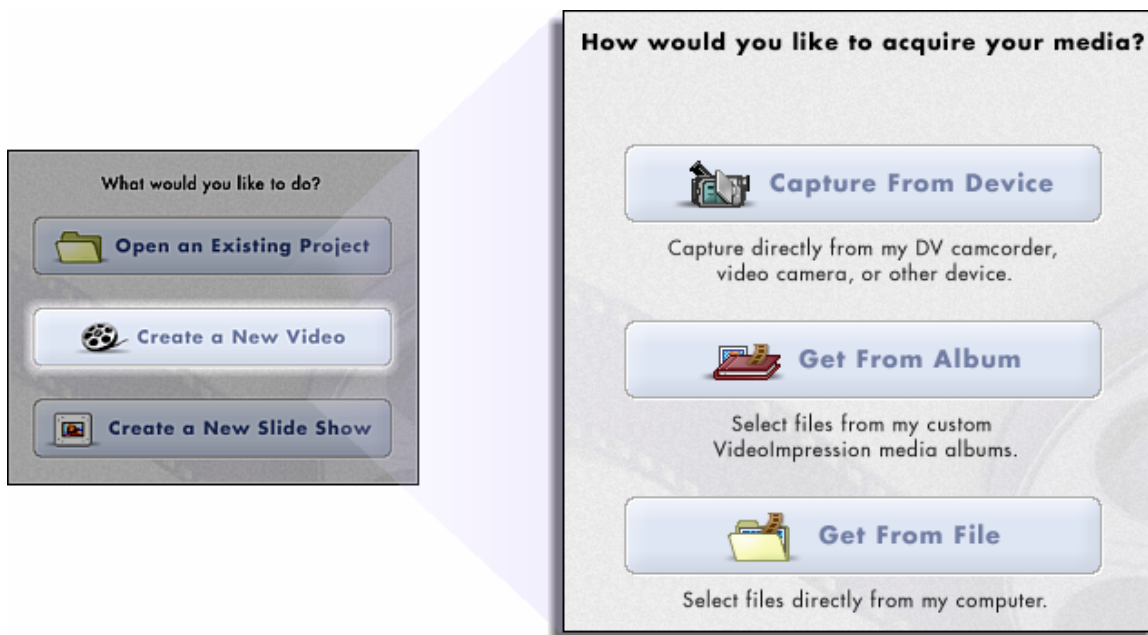 What would you like to do?
Open an Existing Project
Create a New Video
Create a New Slide Show
How would you like to acquire your media?
Capture From Device
Capture directly from my DV camcorder,
video camera, or other device.
Get From Album
Select files from my custom
VideoImpression media albums.
Get From File
Select files directly from my computer.